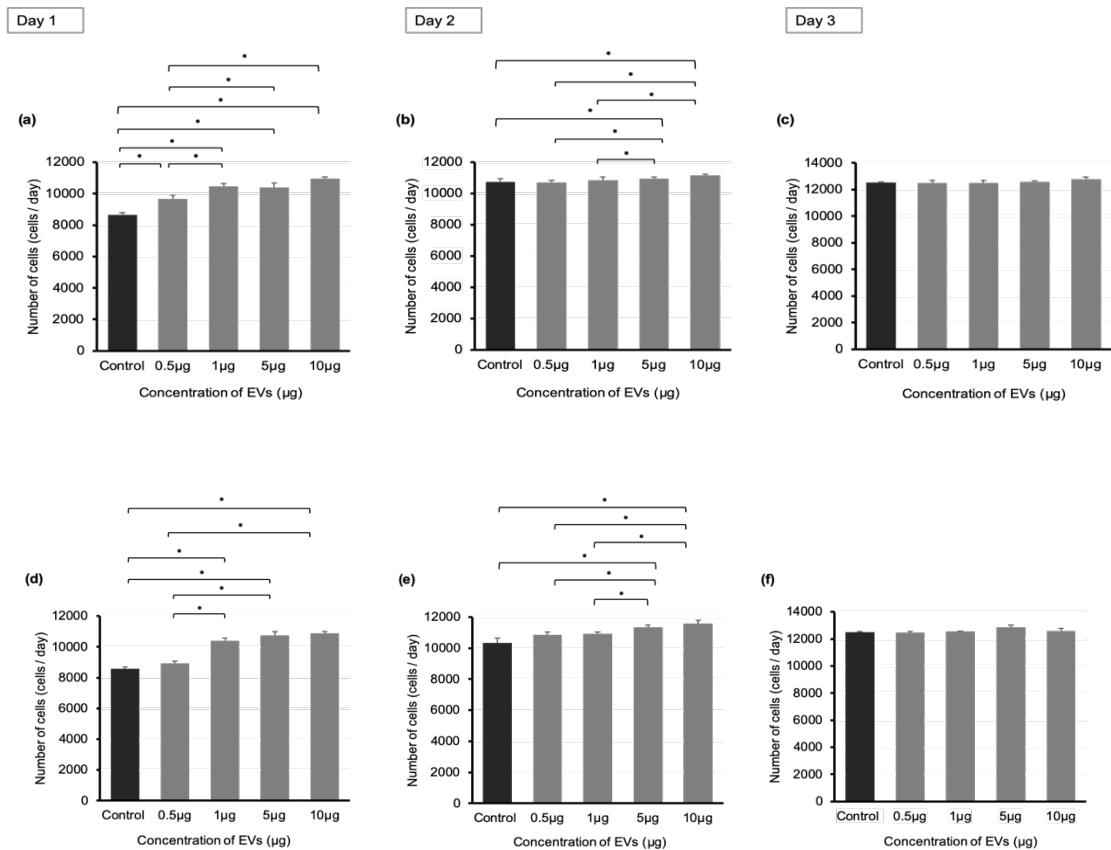 Day 1
Day 2
Day 3
(a)
* * * * * * *
Number of cells (cells / day)
12000
10000
8000
6000
4000
2000
0
Control 0.5µg 1µg 5µg 10µg
Concentration of EVs (µg)
(b)
* * * * * *
Number of cells (cells / day)
12000
10000
8000
6000
4000
2000
0
Control 0.5µg 1µg 5µg 10µg
Concentration of EVs (µg)
(c)
Number of cells (cells / day)
14000
12000
10000
8000
6000
4000
2000
0
Control 0.5µg 1µg 5µg 10µg
Concentration of EVs (µg)
(d)
* * * * * *
Number of cells (cells / day)
12000
10000
8000
6000
4000
2000
0
Control 0.5µg 1µg 5µg 10µg
Concentration of EVs (µg)
(e)
* * * * * *
Number of cells (cells / day)
12000
10000
8000
6000
4000
2000
0
Control 0.5µg 1µg 5µg 10µg
Concentration of EVs (µg)
(f)
Number of cells (cells / day)
14000
12000
10000
8000
6000
4000
2000
0
Control 0.5µg 1µg 5µg 10µg
Concentration of EVs (µg)